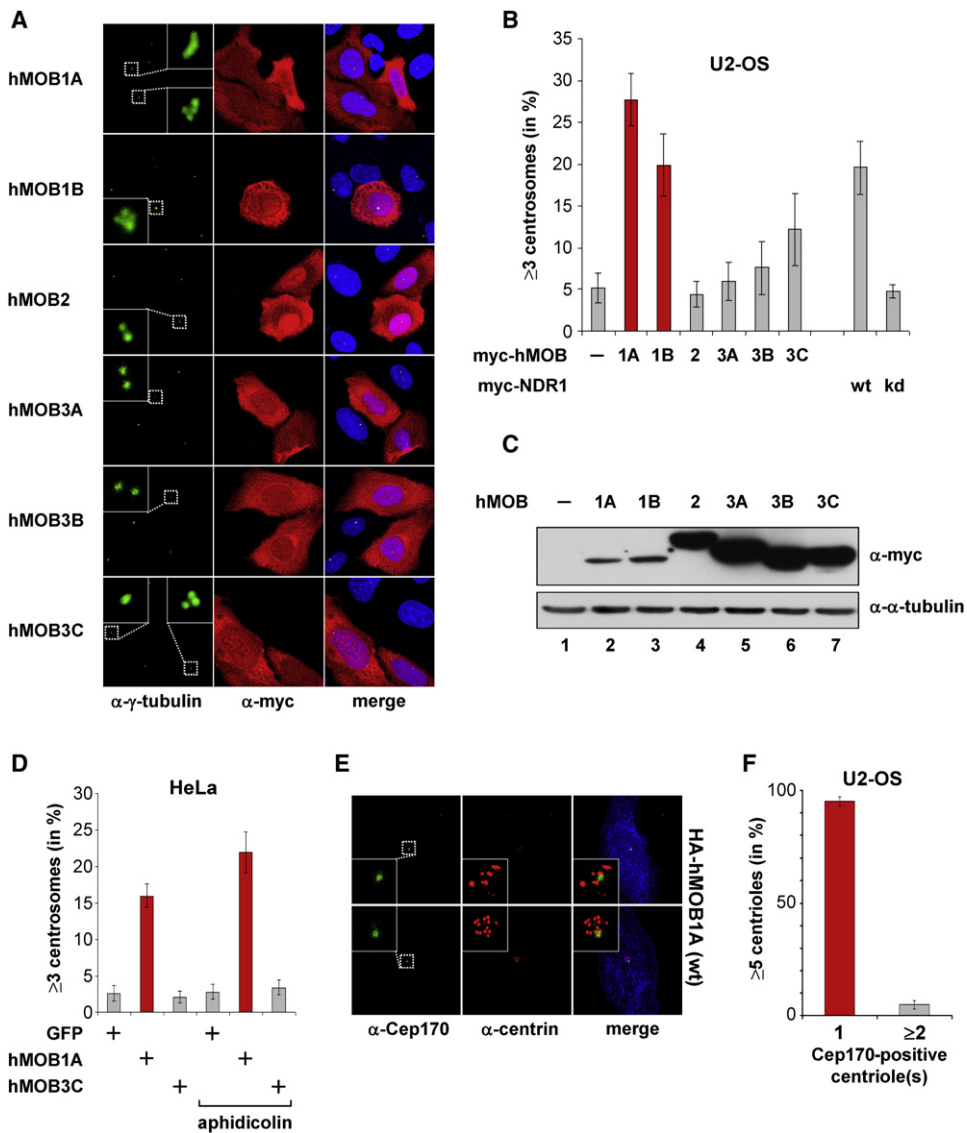 A
hMOB1A
hMOB1B
hMOB2
hMOB3A
hMOB3B
hMOB3C
α-γ-tubulin α-myc merge
B
U2-OS
≥3 centrosomes (in %)
35
30
25
20
15
10
5
0
myc-hMOB – 1A 1B 2 3A 3B 3C
myc-NDR1 wt kd
C
hMOB – 1A 1B 2 3A 3B 3C
α-myc
α-α-tubulin
1 2 3 4 5 6 7
D
HeLa
≥3 centrosomes (in %)
30
25
20
15
10
5
0
GFP + +
hMOB1A + +
hMOB3C + +
aphidicolin
E
HA-hMOB1A (wt)
α-Cep170 α-centrin merge
F
U2-OS
≥5 centrioles (in %)
100
50
0
1 ≥2
Cep170-positive
centriole(s)